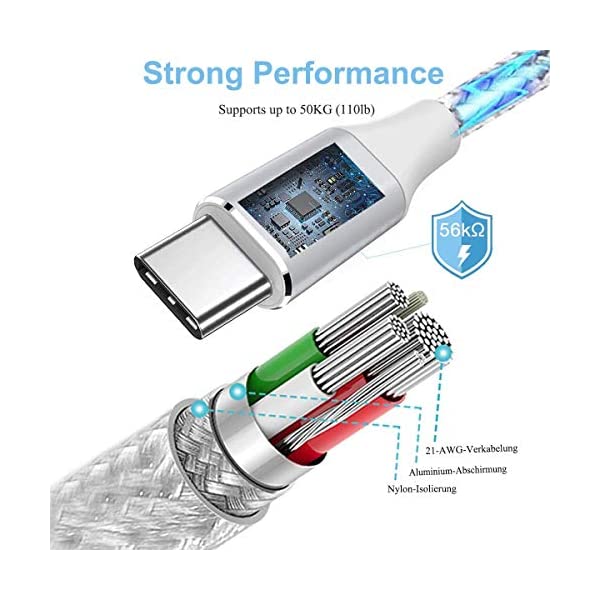 Strong Performance
Supports up to 50KG (110lb)
56kΩ
21-AWG-Verkabelung
Aluminium-Abschirmung
Nylon-Isolierung